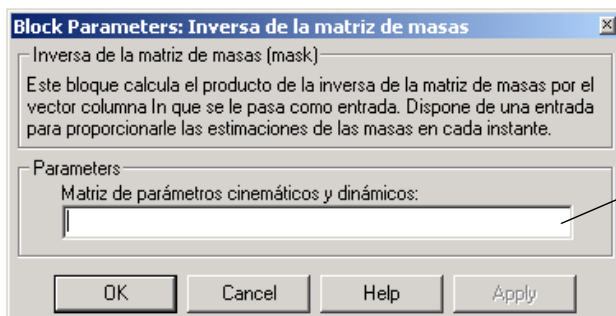 Block Parameters: Inversa de la matriz de masas
Inversa de la matriz de masas (mask)
Este bloque calcula el producto de la inversa de la matriz de masas por el
vector columna In que se le pasa como entrada. Dispone de una entrada
para proporcionarle las estimaciones de las masas en cada instante.
Parameters
Matriz de parámetros cinemáticos y dinámicos:
OK Cancel Help Apply